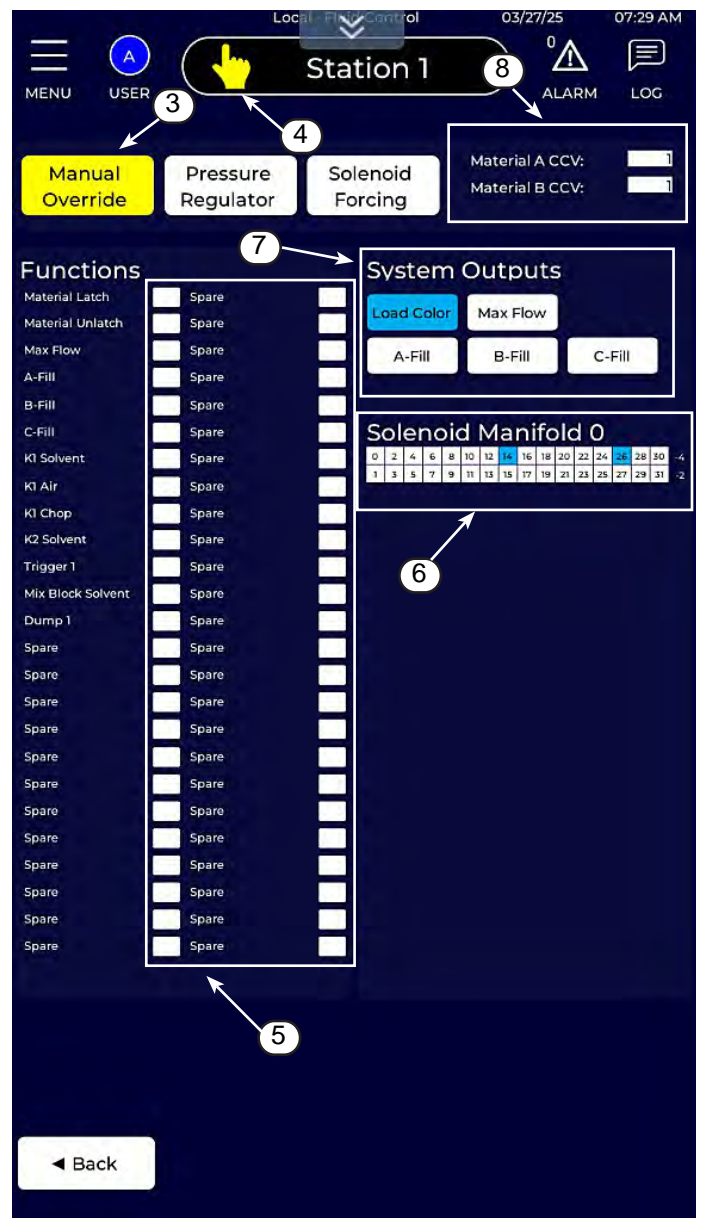 Local - Fluid Control 03/27/25 07:29 AM
A
Station 1
0
MENU USER ALARM LOG
3
4
8
Manual Override
Pressure Regulator
Solenoid Forcing
Material A CCV: 1
Material B CCV: 1
7
Functions
Material Latch Spare
Material Unlatch Spare
Max Flow Spare
A-Fill Spare
B-Fill Spare
C-Fill Spare
K1 Solvent Spare
K1 Air Spare
K1 Chop Spare
K2 Solvent Spare
Trigger 1 Spare
Mix Block Solvent Spare
Dump 1 Spare
Spare Spare
Spare Spare
Spare Spare
Spare Spare
Spare Spare
Spare Spare
Spare Spare
Spare Spare
Spare Spare
Spare Spare
Spare Spare
Spare Spare
System Outputs
Load Color Max Flow
A-Fill B-Fill C-Fill
Solenoid Manifold 0
0 2 4 6 8 10 12 14 16 18 20 22 24 26 28 30 -4
1 3 5 7 9 11 13 15 17 19 21 23 25 27 29 31 -2
6
5
◄ Back